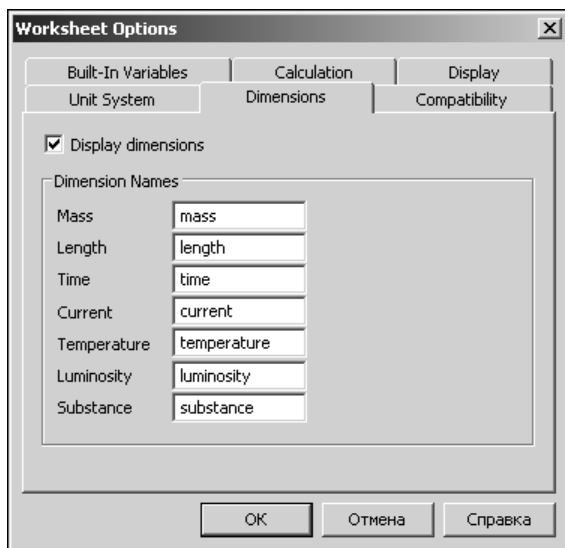 Worksheet Options
Built-In Variables Calculation Display
Unit System Dimensions Compatibility
Display dimensions
Dimension Names
Mass mass
Length length
Time time
Current current
Temperature temperature
Luminosity luminosity
Substance substance
OK Отмена Справка